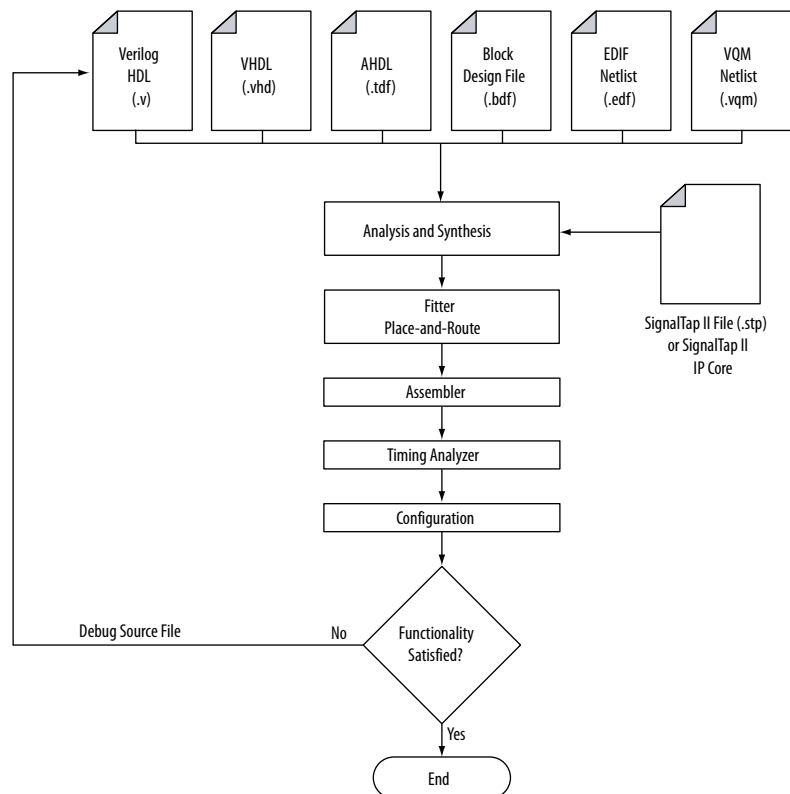 Verilog
HDL
(.v)
VHDL
(.vhd)
AHDL
(.tdf)
Block
Design File
(.bdf)
EDIF
Netlist
(.edf)
VQM
Netlist
(.vqm)
Analysis and Synthesis
SignalTap II File (.stp)
or SignalTap II
IP Core
Fitter
Place-and-Route
Assembler
Timing Analyzer
Configuration
Functionality
Satisfied?
No
Debug Source File
Yes
End